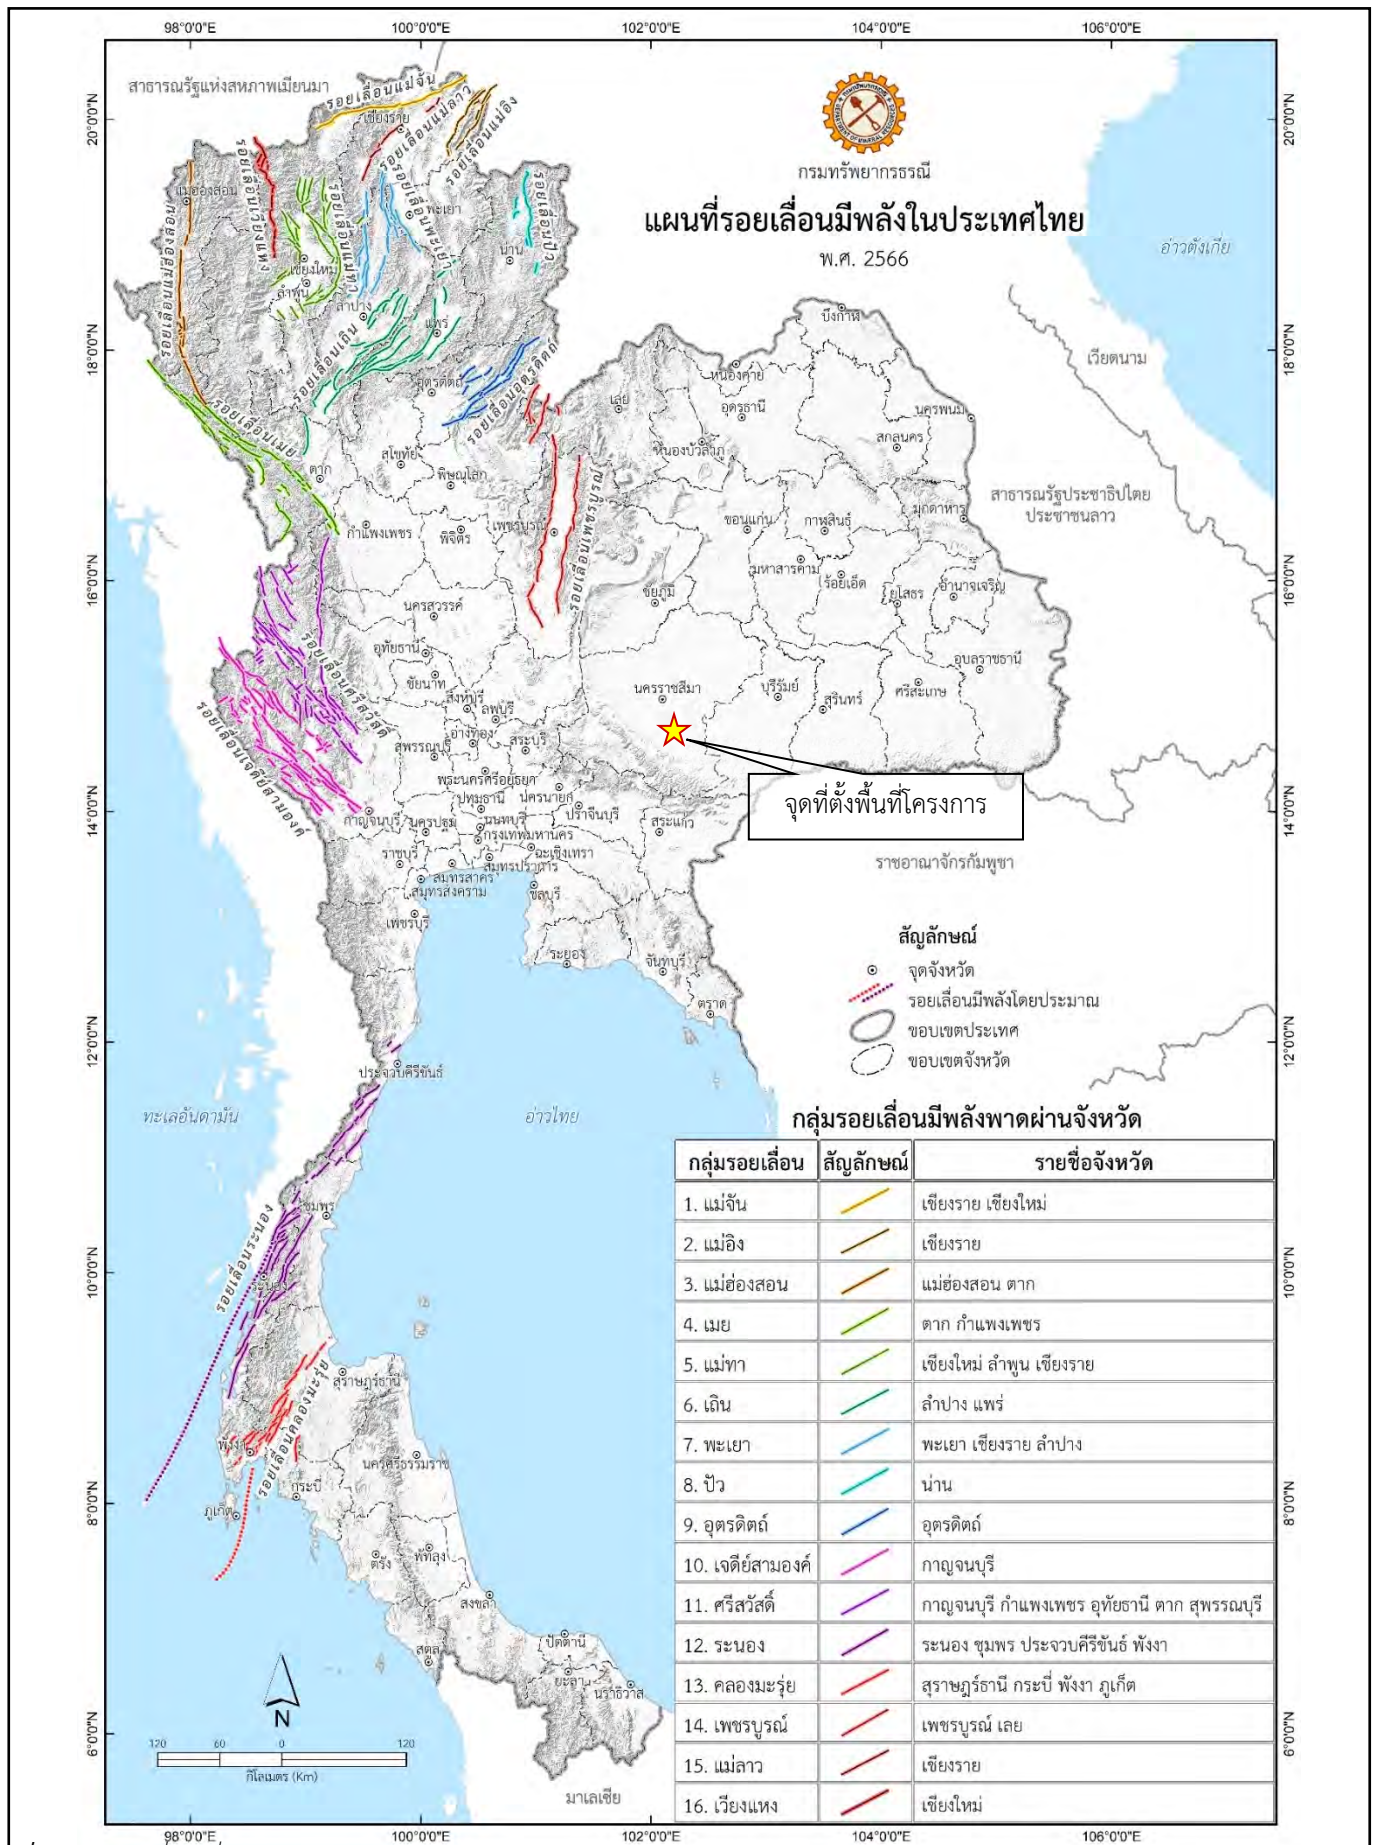 98°0'0"E 100°0'0"E 102°0'0"E 104°0'0"E 106°0'0"E
สาธารณรัฐแห่งสหภาพเมียนมา
กรมทรัพยากรธรณี
แผนที่รอยเลื่อนมีพลังในประเทศไทย
พ.ศ. 2566
อ่าวตังเกี๋ย
เวียดนาม
สาธารณรัฐประชาธิปไตย
ประชาชนลาว
20°0'0"N
18°0'0"N
16°0'0"N
14°0'0"N
12°0'0"N
10°0'0"N
8°0'0"N
6°0'0"N
20°0'0"N
18°0'0"N
16°0'0"N
14°0'0"N
12°0'0"N
10°0'0"N
8°0'0"N
6°0'0"N
รอยเลื่อนแม่จัน
เชียงราย
รอยเลื่อนแม่ลาว
รอยเลื่อนแม่อิง
รอยเลื่อนเวียงแหง
แม่ฮ่องสอน
รอยเลื่อนแม่ฮ่องสอน
รอยเลื่อนแม่ทา
รอยเลื่อนพะเยา
พะเยา
น่าน
รอยเลื่อนปัว
เชียงใหม่
ลำพูน
ลำปาง
แพร่
รอยเลื่อนเถิน
อุตรดิตถ์
รอยเลื่อนอุตรดิตถ์
รอยเลื่อนเมย
ตาก
สุโขทัย
พิษณุโลก
กำแพงเพชร
พิจิตร
เพชรบูรณ์
รอยเลื่อนเพชรบูรณ์
เลย
บึงกาฬ
หนองคาย
อุดรธานี
หนองบัวลำภู
นครพนม
สกลนคร
มุกดาหาร
ขอนแก่น
กาฬสินธุ์
มหาสารคาม
ร้อยเอ็ด
ยโสธร
อำนาจเจริญ
ชัยภูมิ
นครสวรรค์
อุทัยธานี
ชัยนาท
สิงห์บุรี
ลพบุรี
อ่างทอง
สระบุรี
สุพรรณบุรี
พระนครศรีอยุธยา
รอยเลื่อนศรีสวัสดิ์
รอยเลื่อนเจดีย์สามองค์
นครราชสีมา
บุรีรัมย์
สุรินทร์
ศรีสะเกษ
อุบลราชธานี
จุดที่ตั้งพื้นที่โครงการ
ปทุมธานี
นครนายก
ปราจีนบุรี
สระแก้ว
กาญจนบุรี
นครปฐม
นนทบุรี
กรุงเทพมหานคร
ฉะเชิงเทรา
ราชบุรี
สมุทรปราการ
สมุทรสาคร
สมุทรสงคราม
ชลบุรี
เพชรบุรี
ระยอง
จันทบุรี
ตราด
ราชอาณาจักรกัมพูชา
ประจวบคีรีขันธ์
ทะเลอันดามัน
อ่าวไทย
ชุมพร
รอยเลื่อนระนอง
ระนอง
สุราษฎร์ธานี
รอยเลื่อนคลองมะรุ่ย
พังงา
นครศรีธรรมราช
กระบี่
ภูเก็ต
ตรัง
พัทลุง
สงขลา
สตูล
ปัตตานี
ยะลา
นราธิวาส
มาเลเซีย
สัญลักษณ์
จุดจังหวัด
รอยเลื่อนมีพลังโดยประมาณ
ขอบเขตประเทศ
ขอบเขตจังหวัด
กลุ่มรอยเลื่อนมีพลังพาดผ่านจังหวัด
กลุ่มรอยเลื่อน สัญลักษณ์ รายชื่อจังหวัด
1. แม่จัน เชียงราย เชียงใหม่
2. แม่อิง เชียงราย
3. แม่ฮ่องสอน แม่ฮ่องสอน ตาก
4. เมย ตาก กำแพงเพชร
5. แม่ทา เชียงใหม่ ลำพูน เชียงราย
6. เถิน ลำปาง แพร่
7. พะเยา พะเยา เชียงราย ลำปาง
8. ปัว น่าน
9. อุตรดิตถ์ อุตรดิตถ์
10. เจดีย์สามองค์ กาญจนบุรี
11. ศรีสวัสดิ์ กาญจนบุรี กำแพงเพชร อุทัยธานี ตาก สุพรรณบุรี
12. ระนอง ระนอง ชุมพร ประจวบคีรีขันธ์ พังงา
13. คลองมะรุ่ย สุราษฎร์ธานี กระบี่ พังงา ภูเก็ต
14. เพชรบูรณ์ เพชรบูรณ์ เลย
15. แม่ลาว เชียงราย
16. เวียงแหง เชียงใหม่
N
120 60 0 120
กิโลเมตร (Km)
98°0'0"E 100°0'0"E 102°0'0"E 104°0'0"E 106°0'0"E